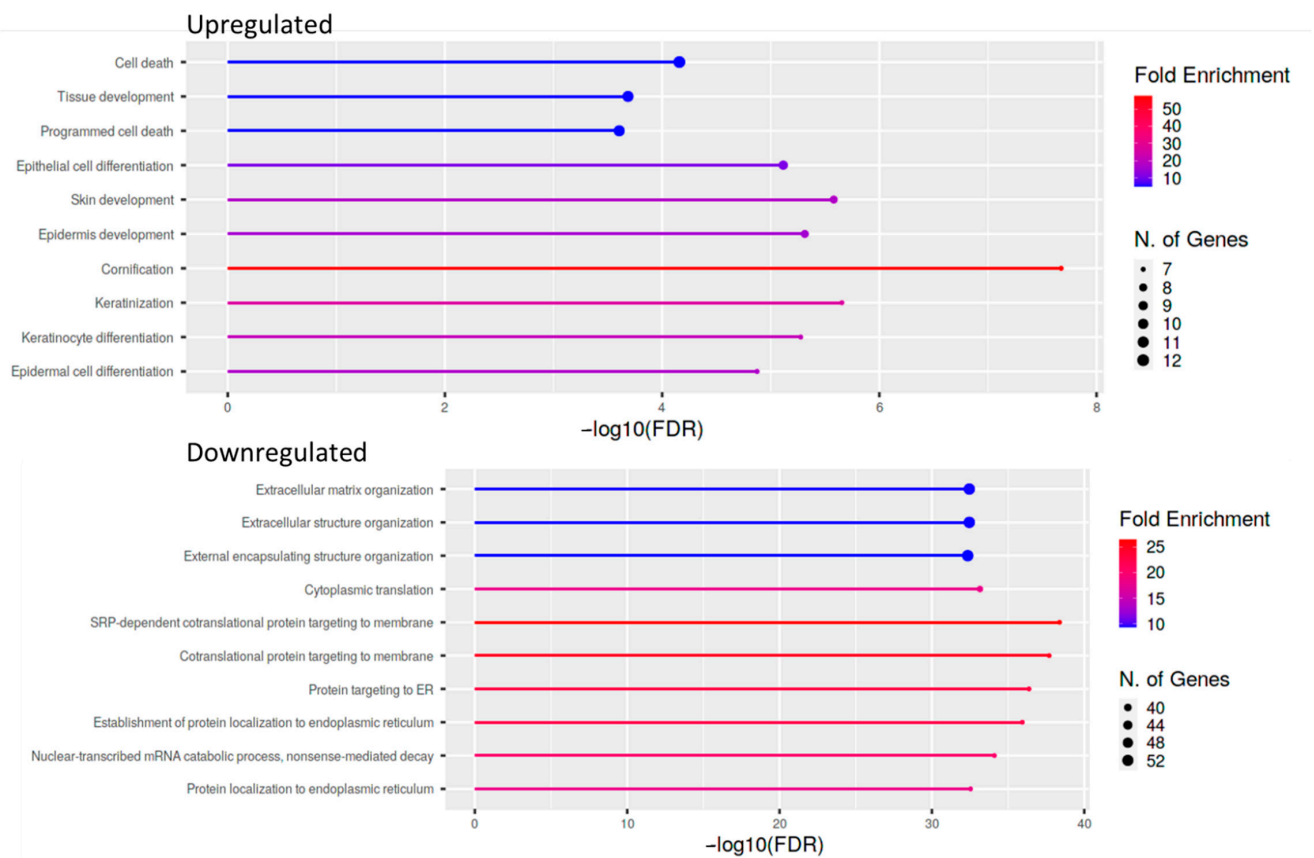 Upregulated
Cell death
Tissue development
Programmed cell death
Epithelial cell differentiation
Skin development
Epidermis development
Cornification
Keratinization
Keratinocyte differentiation
Epidermal cell differentiation
0 2 4 6 8
−log10(FDR)
Fold Enrichment
50
40
30
20
10
N. of Genes
7
8
9
10
11
12
Downregulated
Extracellular matrix organization
Extracellular structure organization
External encapsulating structure organization
Cytoplasmic translation
SRP-dependent cotranslational protein targeting to membrane
Cotranslational protein targeting to membrane
Protein targeting to ER
Establishment of protein localization to endoplasmic reticulum
Nuclear-transcribed mRNA catabolic process, nonsense-mediated decay
Protein localization to endoplasmic reticulum
0 10 20 30 40
−log10(FDR)
Fold Enrichment
25
20
15
10
N. of Genes
40
44
48
52